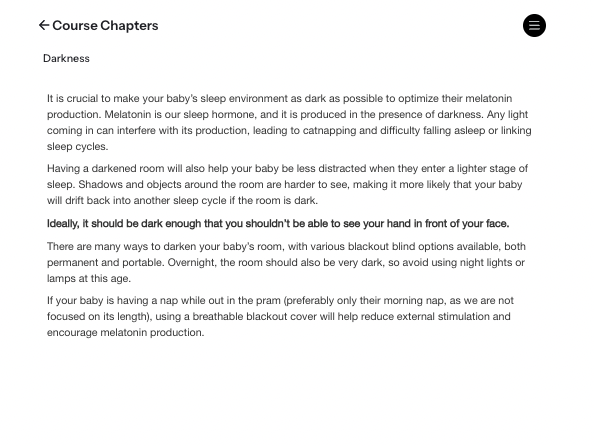 ← Course Chapters
Darkness
It is crucial to make your baby's sleep environment as dark as possible to optimize their melatonin
production. Melatonin is our sleep hormone, and it is produced in the presence of darkness. Any light
coming in can interfere with its production, leading to catnapping and difficulty falling asleep or linking
sleep cycles.
Having a darkened room will also help your baby be less distracted when they enter a lighter stage of
sleep. Shadows and objects around the room are harder to see, making it more likely that your baby
will drift back into another sleep cycle if the room is dark.
Ideally, it should be dark enough that you shouldn't be able to see your hand in front of your face.
There are many ways to darken your baby's room, with various blackout blind options available, both
permanent and portable. Overnight, the room should also be very dark, so avoid using night lights or
lamps at this age.
If your baby is having a nap while out in the pram (preferably only their morning nap, as we are not
focused on its length), using a breathable blackout cover will help reduce external stimulation and
encourage melatonin production.